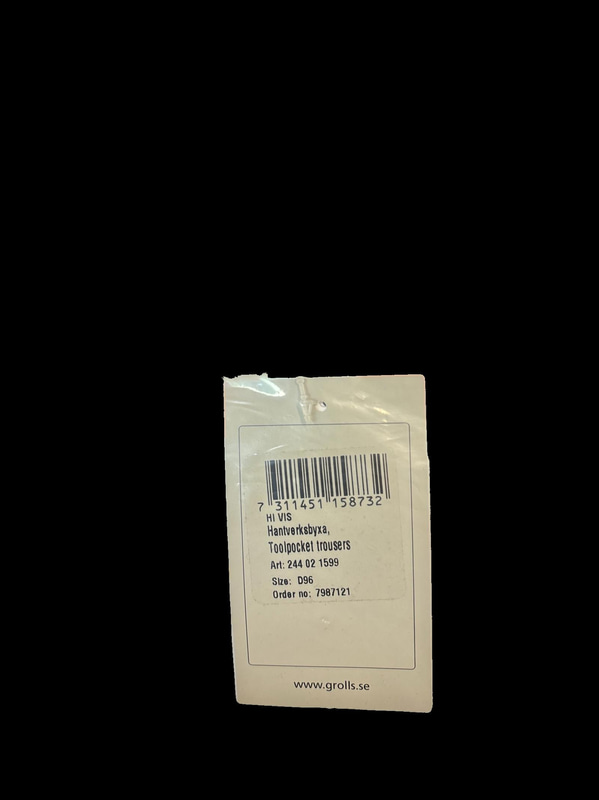 7 311451 158732
HI VIS
Hantverksbyxa,
Toolpocket trousers
Art: 244 02 1599
Size: D96
Order no: 7987121
www.grolls.se